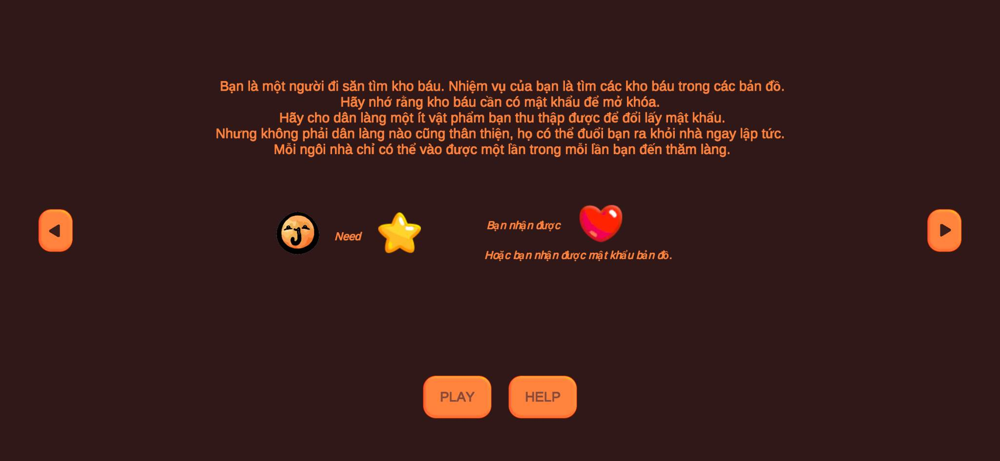 Bạn là một người đi săn tìm kho báu. Nhiệm vụ của bạn là tìm các kho báu trong các bản đồ.
Hãy nhớ rằng kho báu cần có mật khẩu để mở khóa.
Hãy cho dân làng một ít vật phẩm bạn thu thập được để đổi lấy mật khẩu.
Nhưng không phải dân làng nào cũng thân thiện, họ có thể đuổi bạn ra khỏi nhà ngay lập tức.
Mỗi ngôi nhà chỉ có thể vào được một lần trong mỗi lần bạn đến thăm làng.
Need
Bạn nhận được
Hoặc bạn nhận được mật khẩu bản đồ.
PLAY
HELP